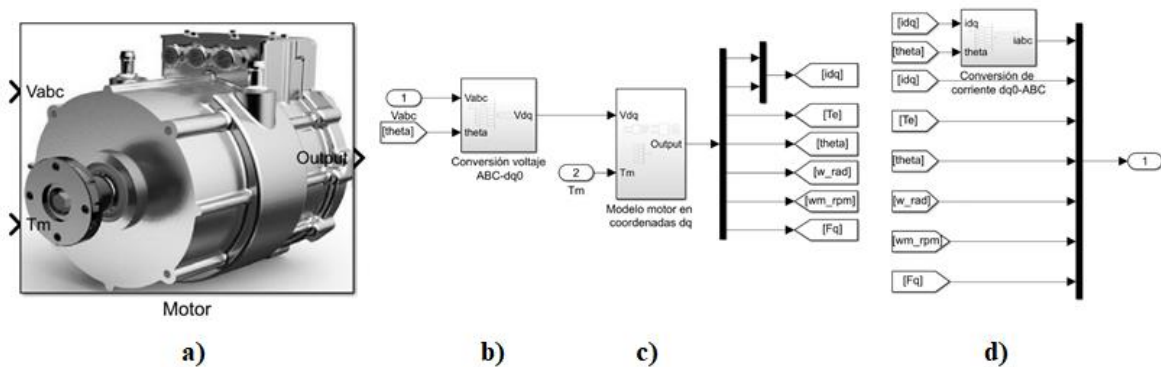 Vabc
Tm
Output
Motor
a)
1
Vabc
[theta]
Vabc
theta
Vdq
Conversión voltaje
ABC-dq0
b)
2
Tm
Vdq
Tm
Output
Modelo motor en
coordenadas dq
[idq]
[Te]
[theta]
[w_rad]
[wm_rpm]
[Fq]
c)
[idq]
[theta]
idq
theta
iabc
Conversión de
corriente dq0-ABC
[idq]
[Te]
[theta]
[w_rad]
[wm_rpm]
[Fq]
1
d)